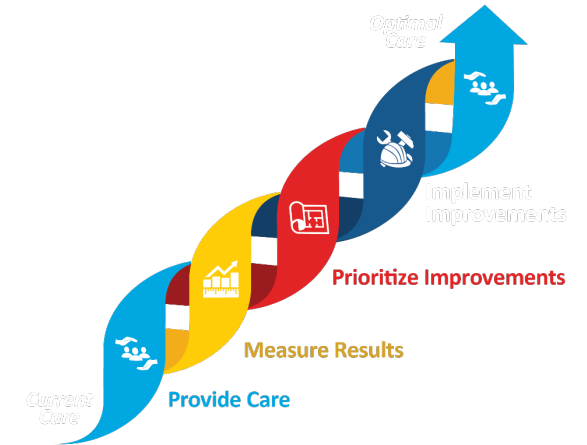 Optimal
Care
Implement
Improvements
Prioritize Improvements
Measure Results
Provide Care
Current
Care